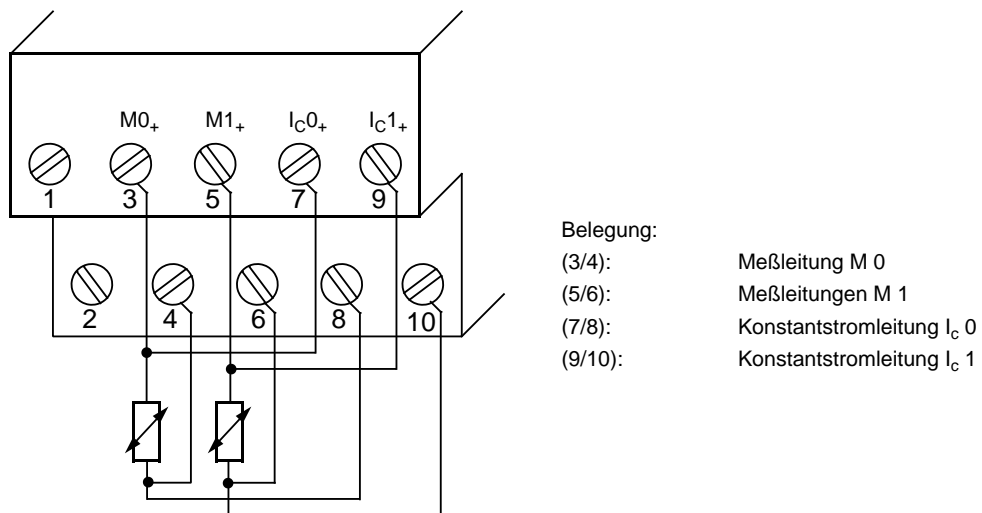 M0+ M1+ IC0+ IC1+
1 3 5 7 9
2 4 6 8 10
Belegung:
(3/4): Meßleitung M 0
(5/6): Meßleitungen M 1
(7/8): Konstantstromleitung Ic 0
(9/10): Konstantstromleitung Ic 1